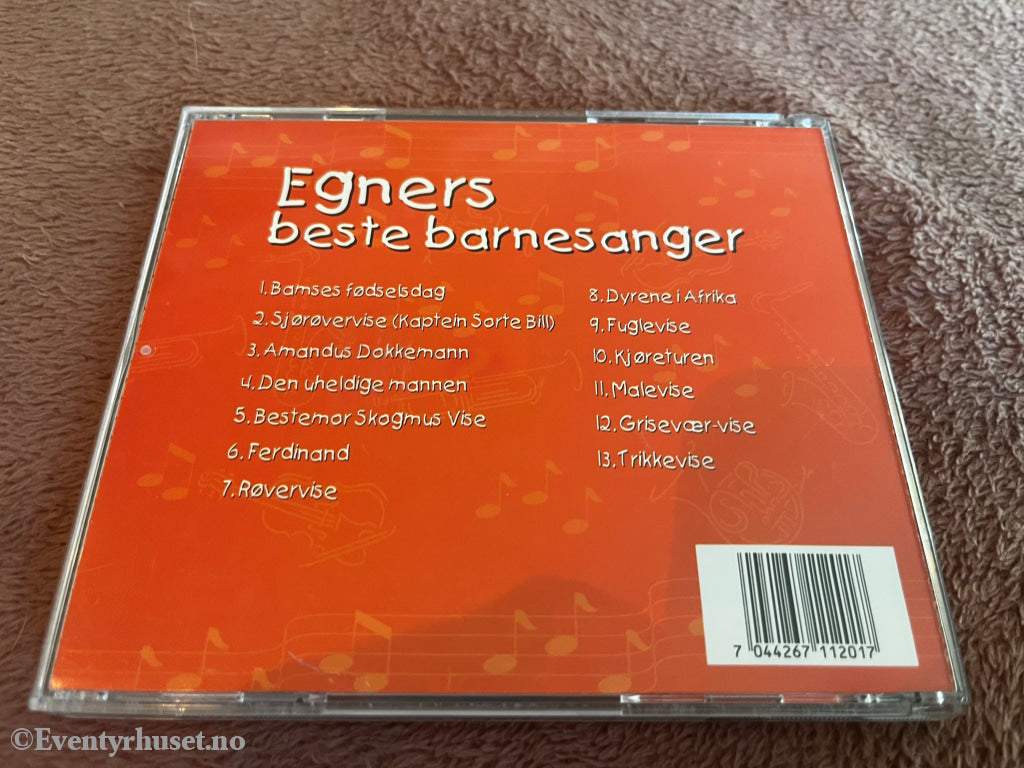 Egners
beste barnesanger
1. Bamses fødselsdag
2. Sjørøvervise (Kaptein Sorte Bill)
3. Amandus Dokkemann
4. Den uheldige mannen
5. Bestemor Skogmus Vise
6. Ferdinand
7. Røvervise
8. Dyrene i Afrika
9. Fuglevise
10. Kjøreturen
11. Malevise
12. Grisevær-vise
13. Trikkevise
7 044267 112017
©Eventyrhuset.no